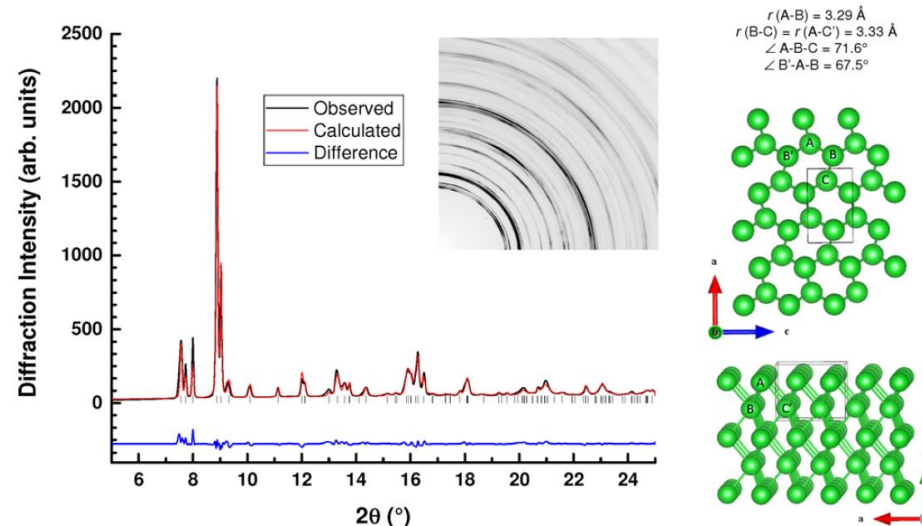 2500
2000
1500
1000
500
0
Diffraction Intensity (arb. units)
Observed
Calculated
Difference
6 8 10 12 14 16 18 20 22 24
2θ (°)
r (A-B) = 3.29 Å
r (B-C) = r (A-C') = 3.33 Å
∠ A-B-C = 71.6°
∠ B'-A-B = 67.5°
A
B' B
C
a
b c
A
B C'
a